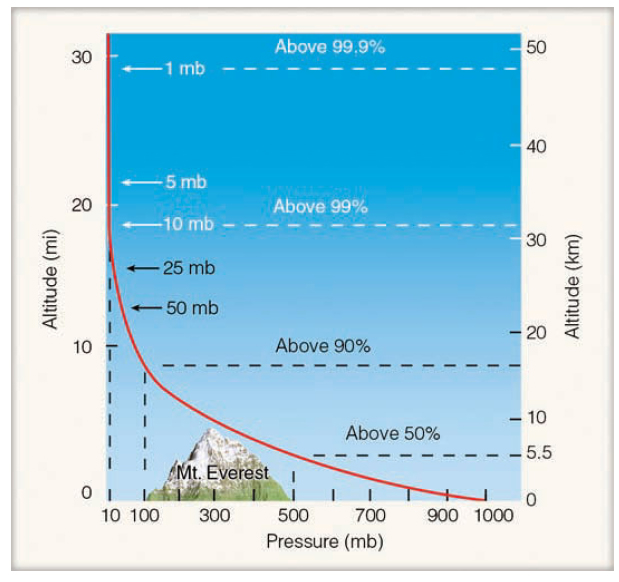 Above 99.9%
30
50
1 mb
40
5 mb
20
Above 99%
10 mb
30
25 mb
50 mb
20
Above 90%
10
10
Above 50%
5.5
Mt. Everest
0
0
10 100 300 500 700 900 1000
Pressure (mb)
Altitude (mi)
Altitude (km)